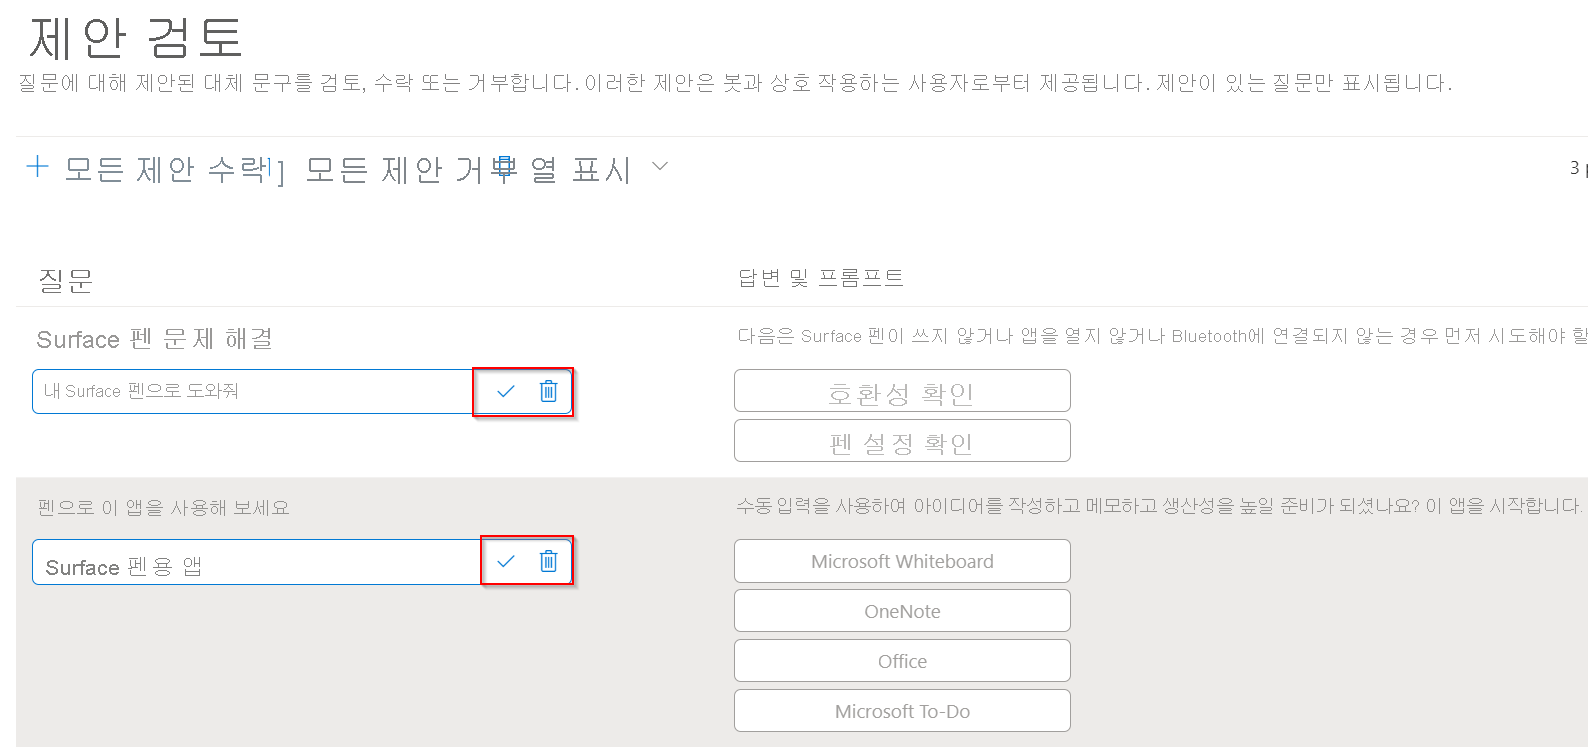 제안 검토
질문에 대해 제안된 대체 문구를 검토, 수락 또는 거부합니다. 이러한 제안은 봇과 상호 작용하는 사용자로부터 제공됩니다. 제안이 있는 질문만 표시됩니다.
모든 제안 수락 모든 제안 거부 열 표시
3
질문
답변 및 프롬프트
Surface 펜 문제 해결
다음은 Surface 펜이 쓰지 않거나 앱을 열지 않거나 Bluetooth에 연결되지 않는 경우 먼저 시도해야 할
내 Surface 펜으로 도와줘
호환성 확인
펜 설정 확인
펜으로 이 앱을 사용해 보세요
수동 입력을 사용하여 아이디어를 작성하고 메모하고 생산성을 높일 준비가 되셨나요? 이 앱을 시작합니다.
Surface 펜용 앱
Microsoft Whiteboard
OneNote
Office
Microsoft To-Do